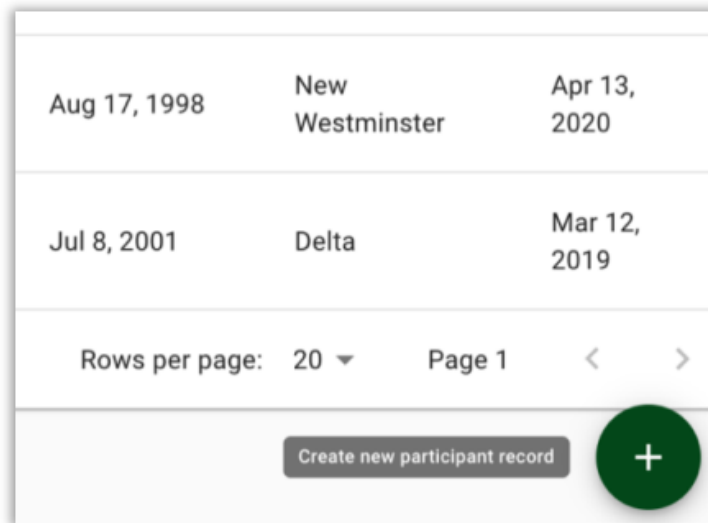 Aug 17, 1998
New
Westminster
Apr 13,
2020
Jul 8, 2001
Delta
Mar 12,
2019
Rows per page: 20 Page 1
Create new participant record
+